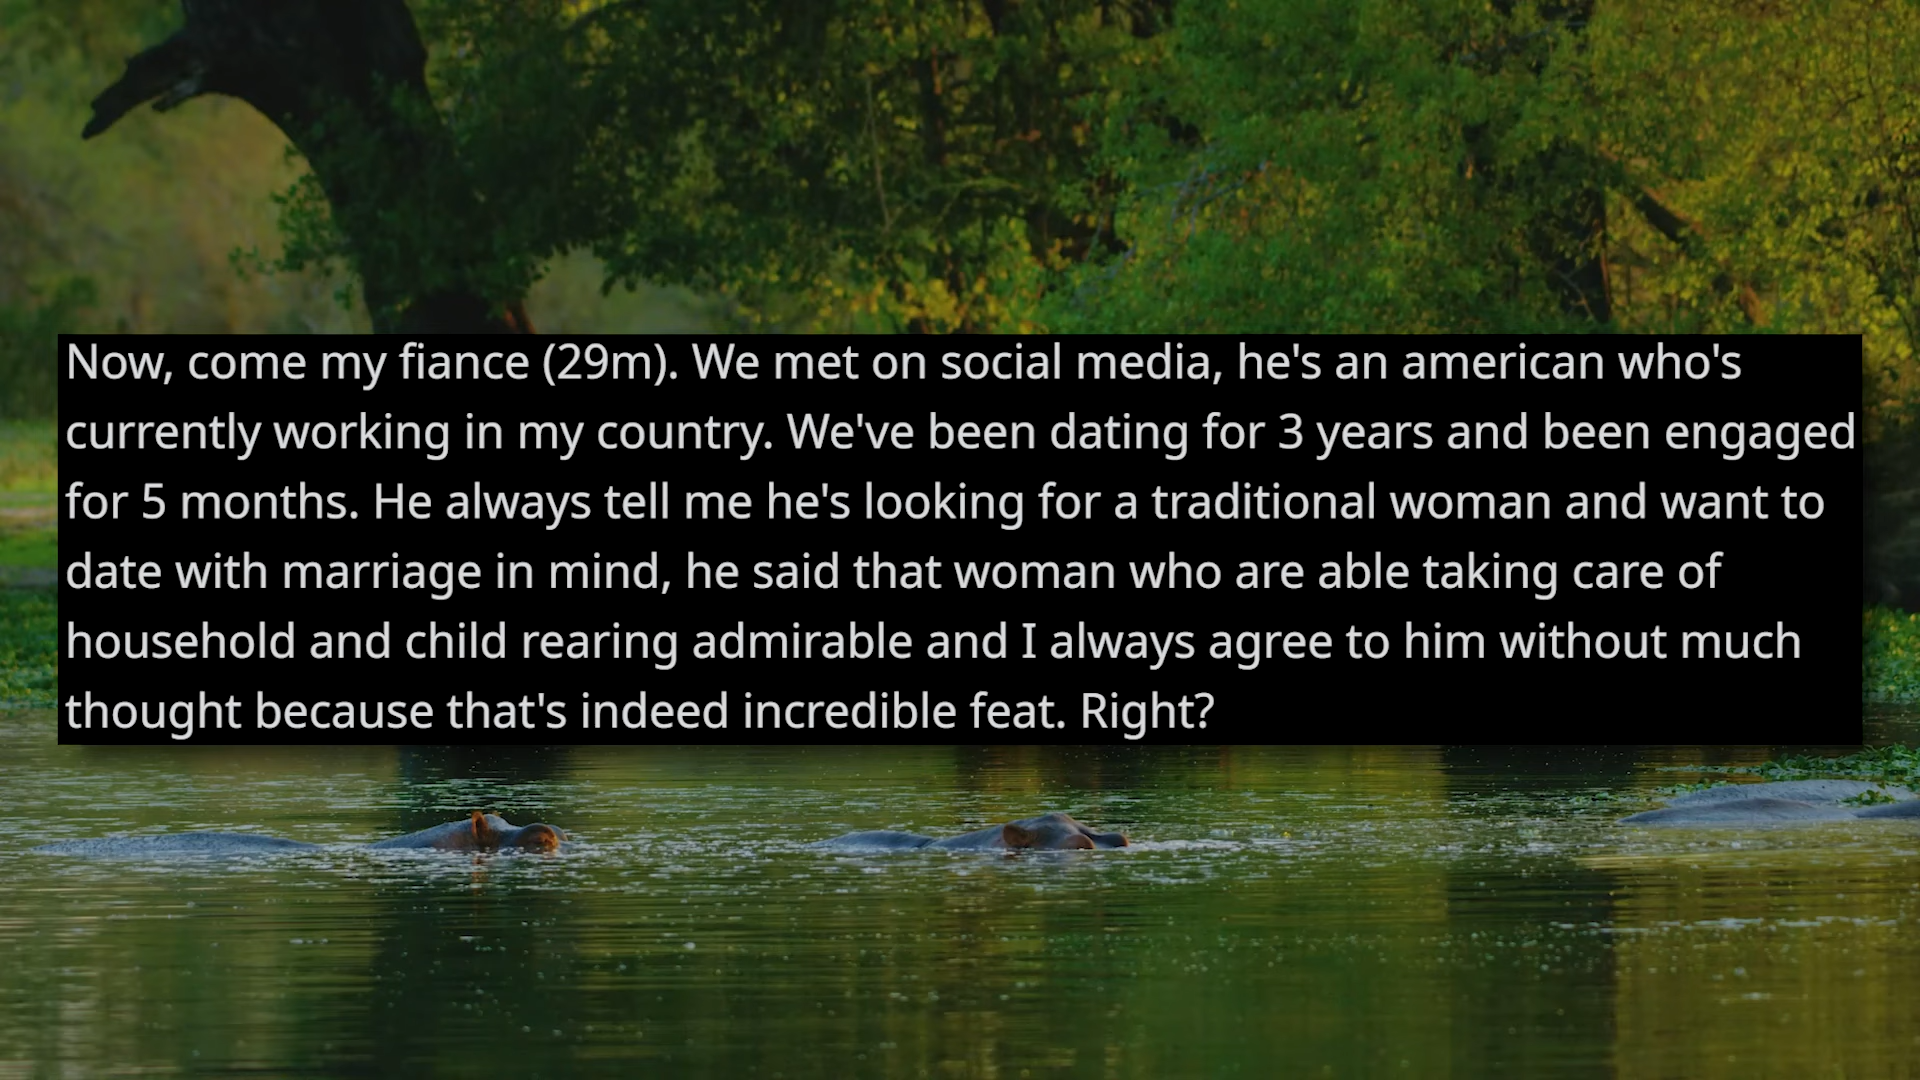 Now, come my fiance (29m). We met on social media, he's an american who's
currently working in my country. We've been dating for 3 years and been engaged
for 5 months. He always tell me he's looking for a traditional woman and want to
date with marriage in mind, he said that woman who are able taking care of
household and child rearing admirable and I always agree to him without much
thought because that's indeed incredible feat. Right?